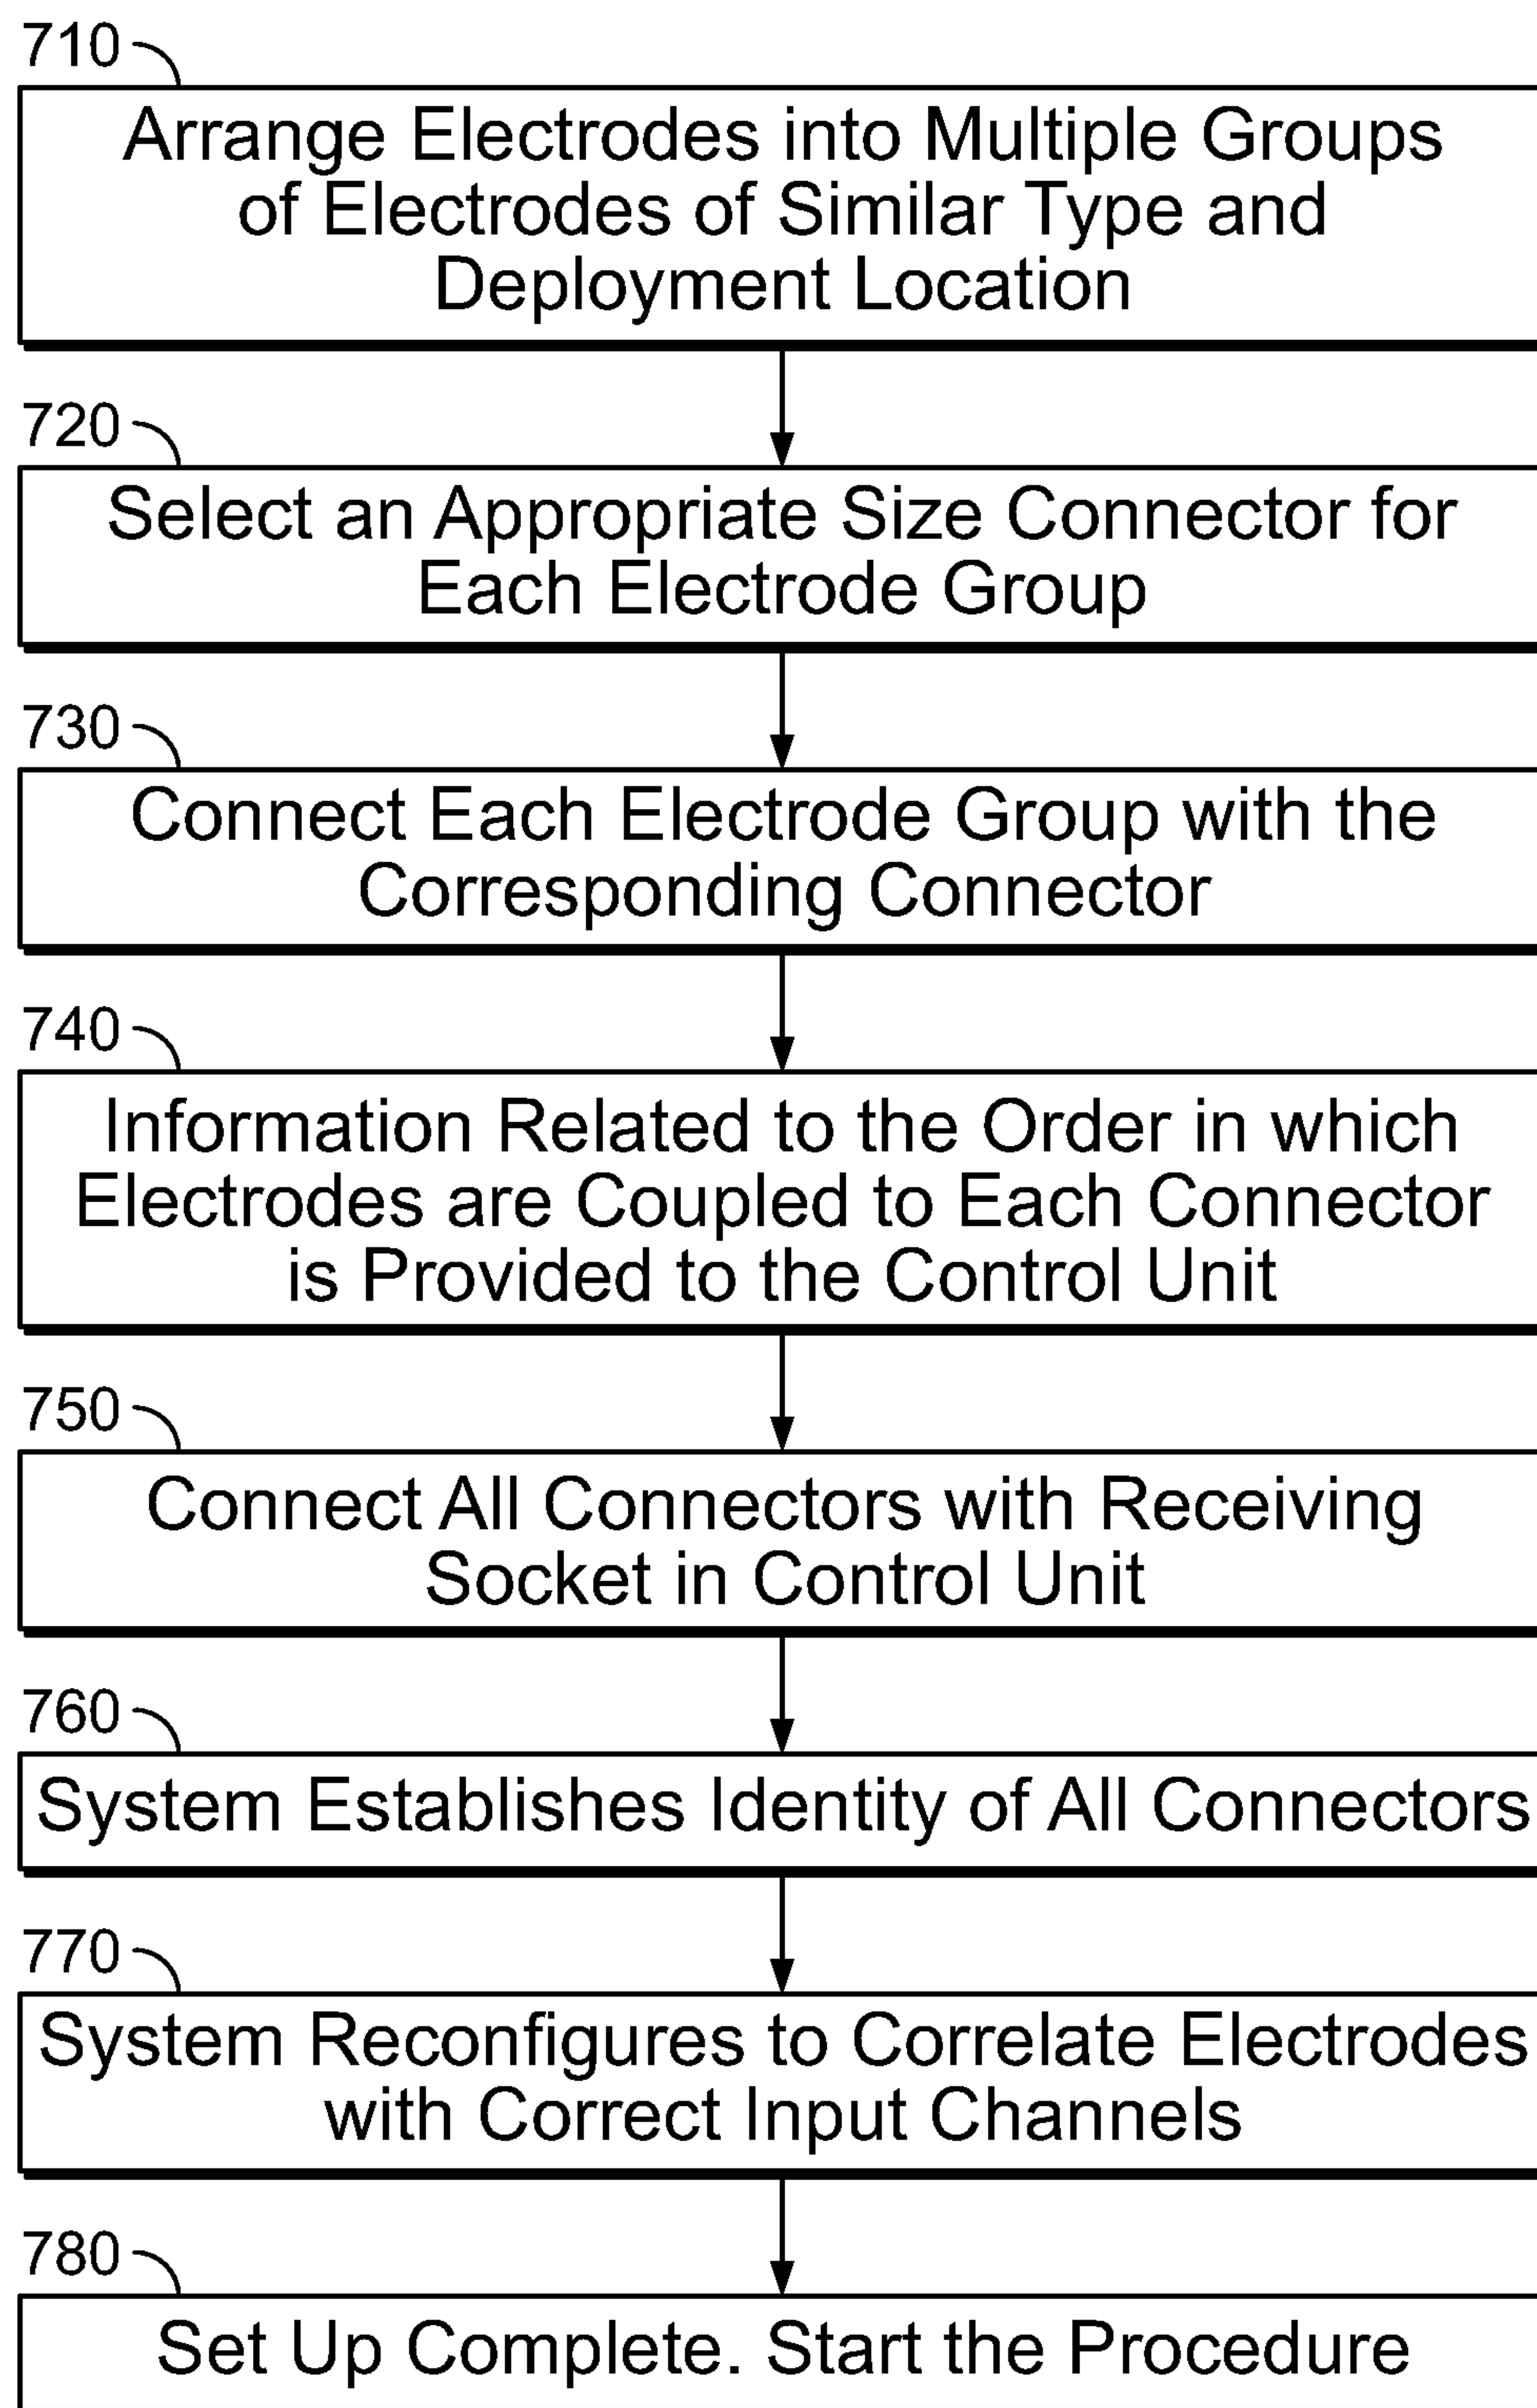 710
Arrange Electrodes into Multiple Groups
of Electrodes of Similar Type and
Deployment Location
720
Select an Appropriate Size Connector for
Each Electrode Group
730
Connect Each Electrode Group with the
Corresponding Connector
740
Information Related to the Order in which
Electrodes are Coupled to Each Connector
is Provided to the Control Unit
750
Connect All Connectors with Receiving
Socket in Control Unit
760
System Establishes Identity of All Connectors
770
System Reconfigures to Correlate Electrodes
with Correct Input Channels
780
Set Up Complete. Start the Procedure